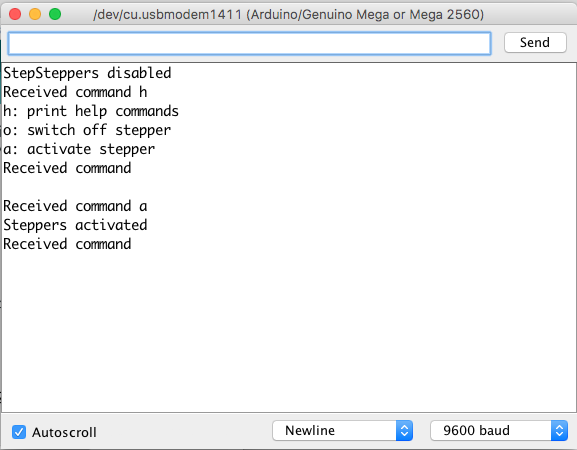 /dev/cu.usbmodem1411 (Arduino/Genuino Mega or Mega 2560)
Send
StepSteppers disabled
Received command h
h: print help commands
o: switch off stepper
a: activate stepper
Received command
Received command a
Steppers activated
Received command
Autoscroll
Newline
9600 baud